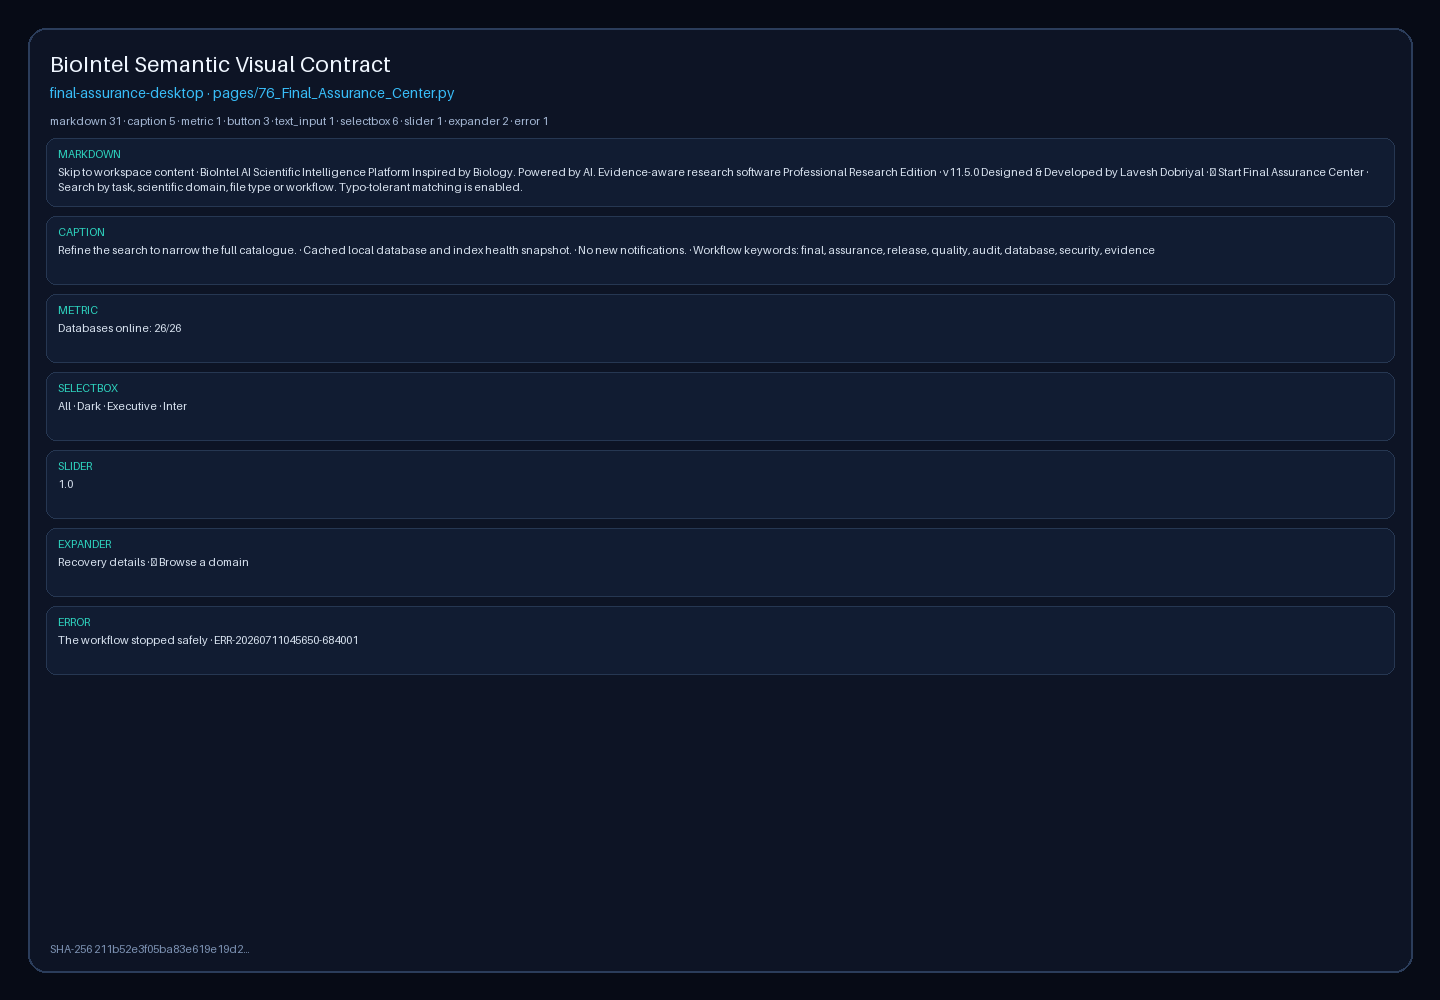 BioIntel Semantic Visual Contract
final-assurance-desktop · pages/76_Final_Assurance_Center.py
markdown 31 · caption 5 · metric 1 · button 3 · text_input 1 · selectbox 6 · slider 1 · expander 2 · error 1
MARKDOWN
Skip to workspace content · BioIntel AI Scientific Intelligence Platform Inspired by Biology. Powered by AI. Evidence-aware research software Professional Research Edition · v11.5.0 Designed & Developed by Lavesh Dobriyal · Start Final Assurance Center ·
Search by task, scientific domain, file type or workflow. Typo-tolerant matching is enabled.
CAPTION
Refine the search to narrow the full catalogue. · Cached local database and index health snapshot. · No new notifications. · Workflow keywords: final, assurance, release, quality, audit, database, security, evidence
METRIC
Databases online: 26/26
SELECTBOX
All · Dark · Executive · Inter
SLIDER
1.0
EXPANDER
Recovery details · Browse a domain
ERROR
The workflow stopped safely · ERR-20260711045650-684001
SHA-256 211b52e3f05ba83e619e19d2...